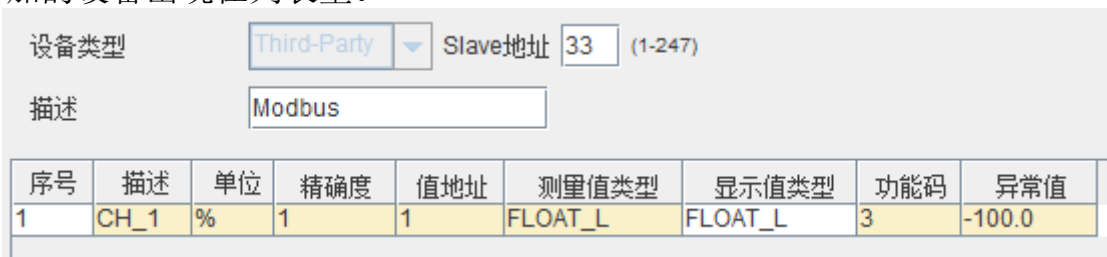 设备类型 Third-Party Slave地址 33 (1-247)
描述 Modbus
序号 描述 单位 精确度 值地址 测量值类型 显示值类型 功能码 异常值
1 CH_1 % 1 1 FLOAT_L FLOAT_L 3 -100.0